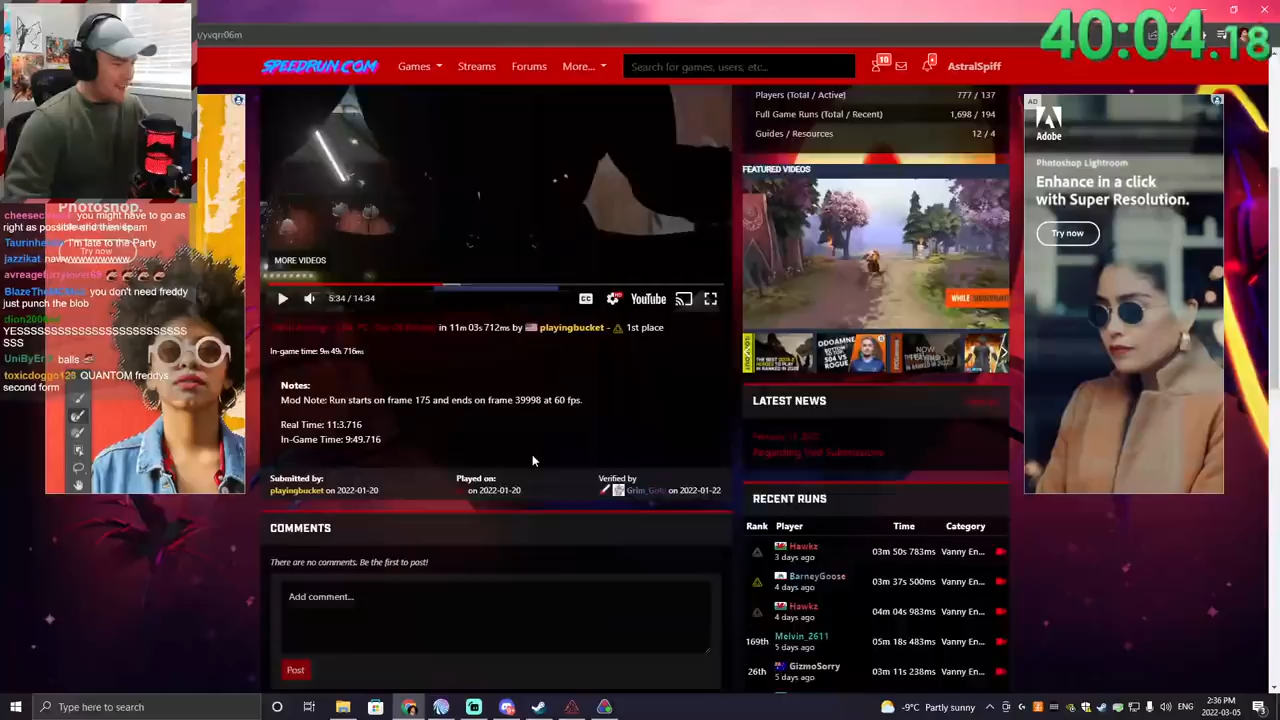 /yvqrr06m
40:04.18
SPEEDRUN.COM
Games
Streams
Forums
More...
Search for games, users, etc...
10
AstralSpiff
Players (Total / Active)
777 / 137
Full Game Runs (Total / Recent)
1,698 / 194
Guides / Resources
12 / 4
FEATURED VIDEOS
AD
Adobe
Photoshop Lightroom
Enhance in a click
with Super Resolution.
Try now
Photoshop.
Try now
you might have to go as
right as possible and then spam
I'm late to the Party
jazzikat:
BlazeThe
you don't need freddy
just punch the blob
YESSSSSSSSSSSSSSSSSSSSSSSS
SSS
balls
QUANTOM freddys
second form
MORE VIDEOS
5:34 / 14:34
CC
HD
YouTube
in 11m 03s 712ms by playingbucket - 1st place
In-game time: 9m 49s 716ms
Notes:
Mod Note: Run starts on frame 175 and ends on frame 39998 at 60 fps.
Real Time: 11:3.716
In-Game Time: 9:49.716
Submitted by:
playingbucket on 2022-01-20
Played on:
on 2022-01-20
Verified by
on 2022-01-22
COMMENTS
There are no comments. Be the first to post!
Add comment...
Post
LATEST NEWS
RECENT RUNS
Rank
Player
Time
Category
Hawkz
3 days ago
03m 50s 783ms
Vanny En...
BarneyGoose
4 days ago
03m 37s 500ms
Vanny En...
Hawkz
4 days ago
04m 04s 983ms
Vanny En...
169th
Melvin_2611
5 days ago
05m 18s 483ms
Vanny En...
26th
GizmoSorry
5 days ago
03m 11s 238ms
Vanny En...
Type here to search
-9°C Partly sunny
2:36 PM
2022-03-05